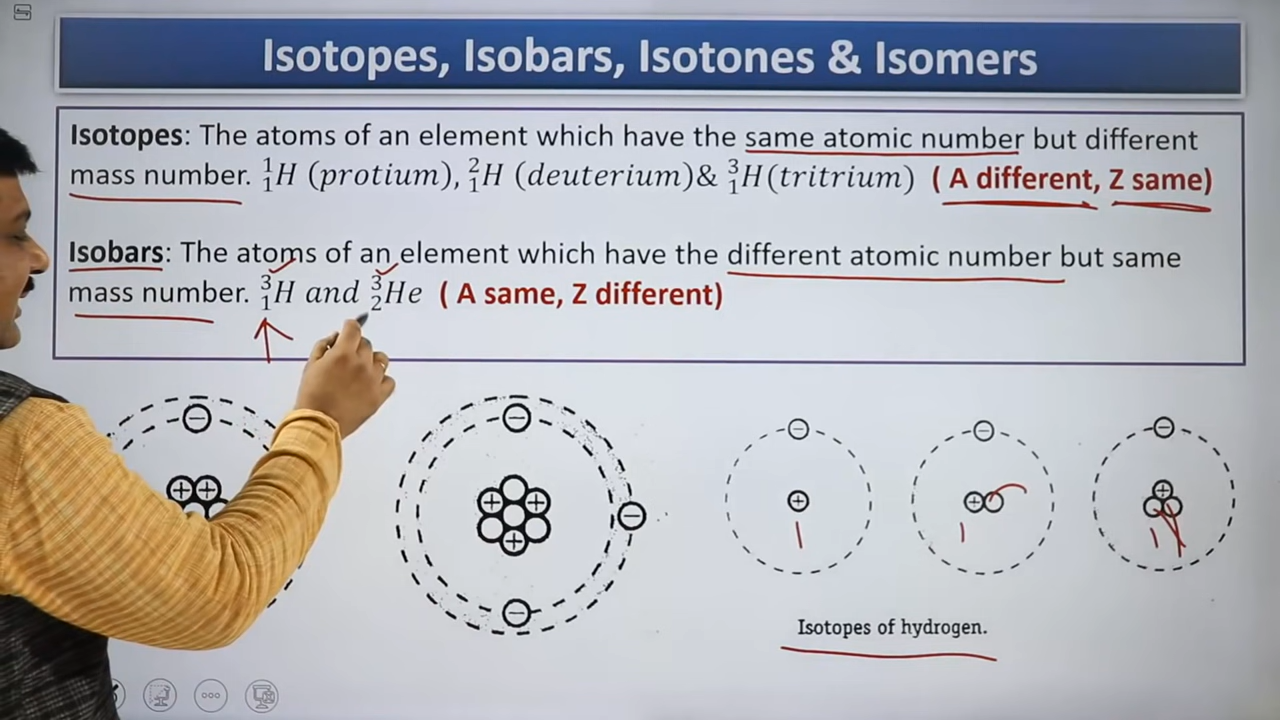 Isotopes, Isobars, Isotones & Isomers
Isotopes: The atoms of an element which have the same atomic number but different
mass number. ¹₁H (protium), ²₁H (deuterium)& ³₁H(tritrium) ( A different, Z same)
Isobars: The atoms of an element which have the different atomic number but same
mass number. ³₁H and ³₂He ( A same, Z different)
Isotopes of hydrogen.